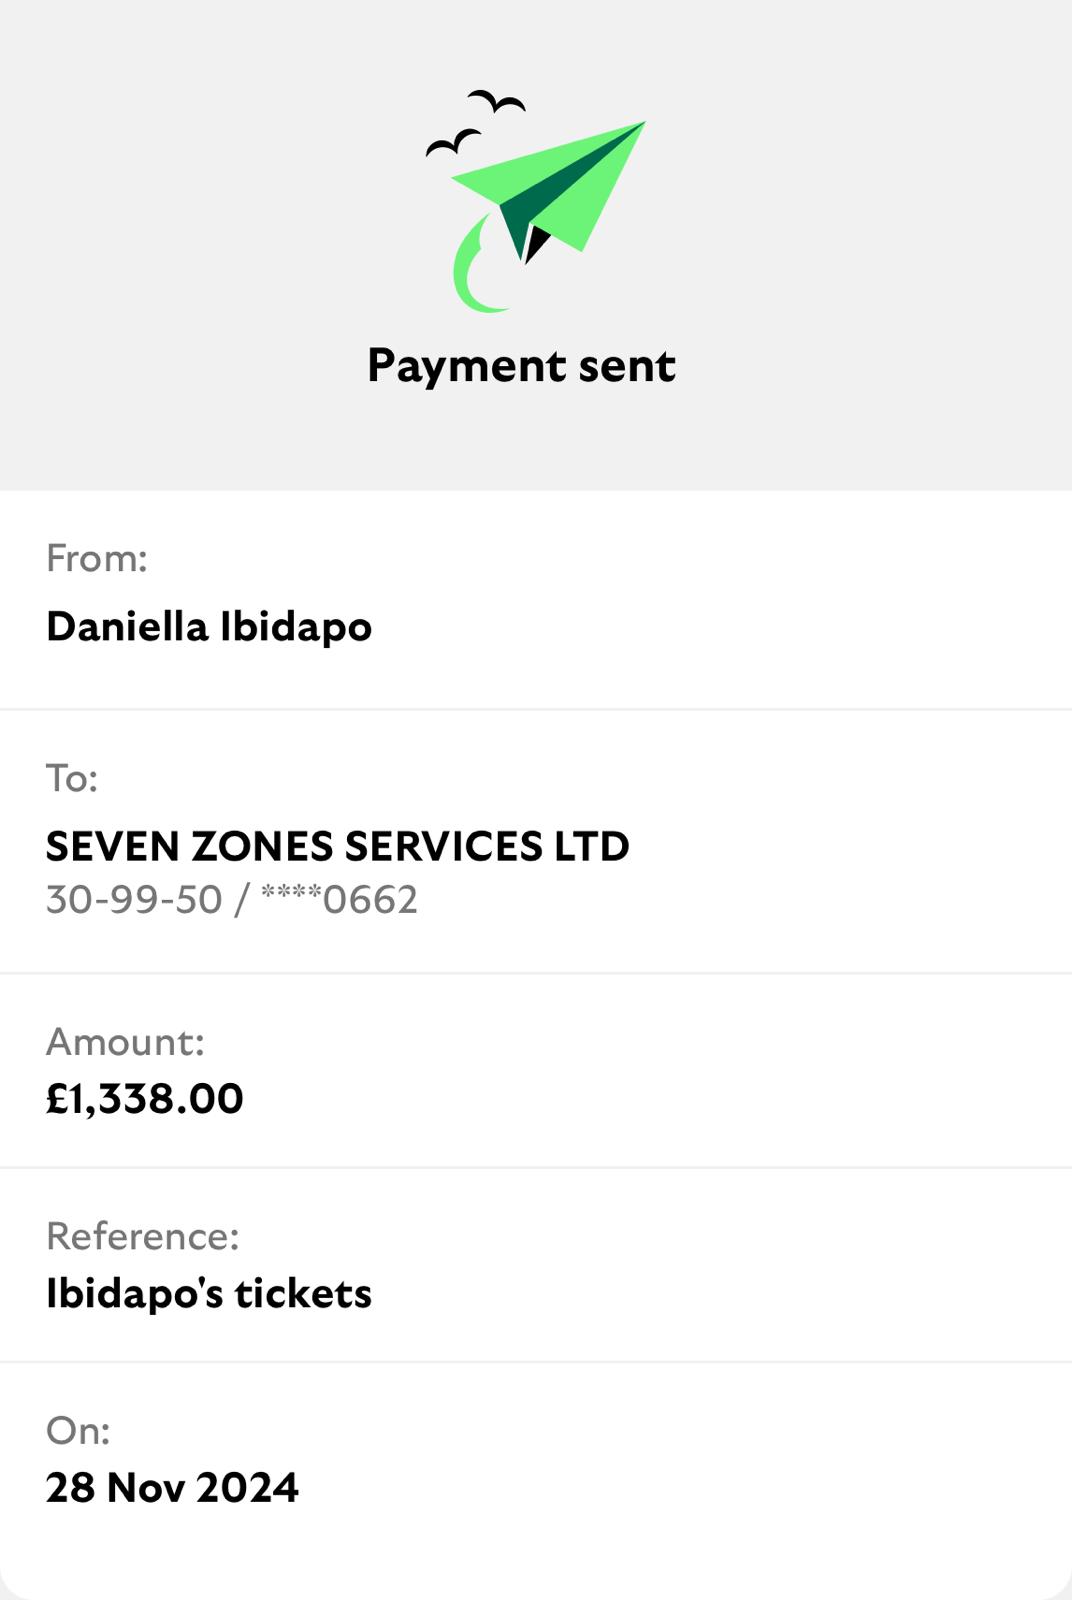 Payment sent
From:
Daniella Ibidapo
To:
SEVEN ZONES SERVICES LTD
30-99-50 / ****0662
Amount:
£1,338.00
Reference:
Ibidapo's tickets
On:
28 Nov 2024